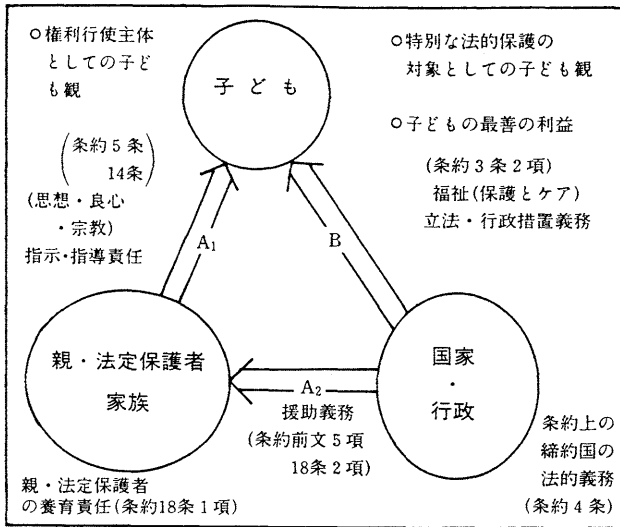 ○権利行使主体
としての子ど
も観
子ども
○特別な法的保護の
対象としての子ども観
○子どもの最善の利益
(条約3条2項)
福祉(保護とケア)
立法・行政措置義務
(条約5条
14条)
(思想・良心
・宗教)
指示・指導責任
A₁
B
親・法定保護者
家族
A₂
援助義務
(条約前文5項
18条2項)
国家
・
行政
条約上の
締約国の
法的義務
(条約4条)
親・法定保護者
の養育責任(条約18条1項)